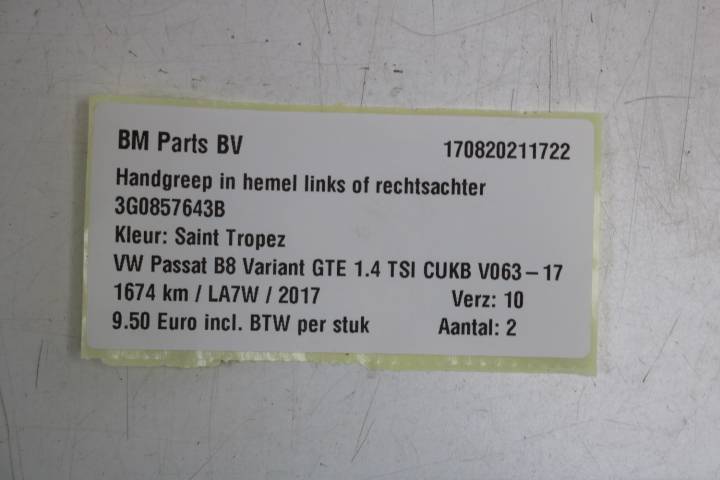 BM Parts BV 170820211722
Handgreep in hemel links of rechtsachter
3G0857643B
Kleur: Saint Tropez
VW Passat B8 Variant GTE 1.4 TSI CUKB V063-17
1674 km / LA7W / 2017 Verz: 10
9.50 Euro incl. BTW per stuk Aantal: 2